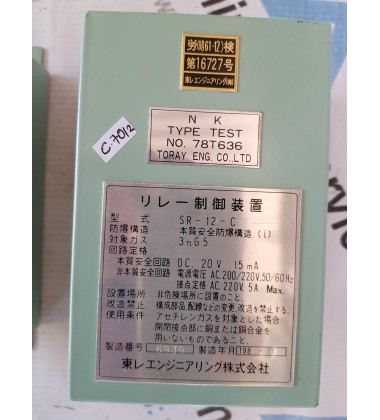 労(0861-12)検
第16727号
東レエンジニアリング(株)
N K
TYPE TEST
NO. 78T636
TORAY ENG. CO., LTD
C-7012
リレー制御装置
型 式 SR-12-C
防爆構造 本質安全防爆構造 (i)
対象ガス 3nG5
回路定格
本質安全回路 DC. 20V 15mA
非本質安全回路 電源電圧 AC.200/220V.50/60Hz
接点定格 AC.220V.5A Max.
設置場所 非危険場所に設置のこと。
改造禁止 構成部品,配線などの変更,改造を禁止する.
使用条件 アセチレンガスを対象とした場合
開閉接点部に銅または銅合金を
用いないものであること.
製造番号 製造年月 198
東レエンジニアリング株式会社